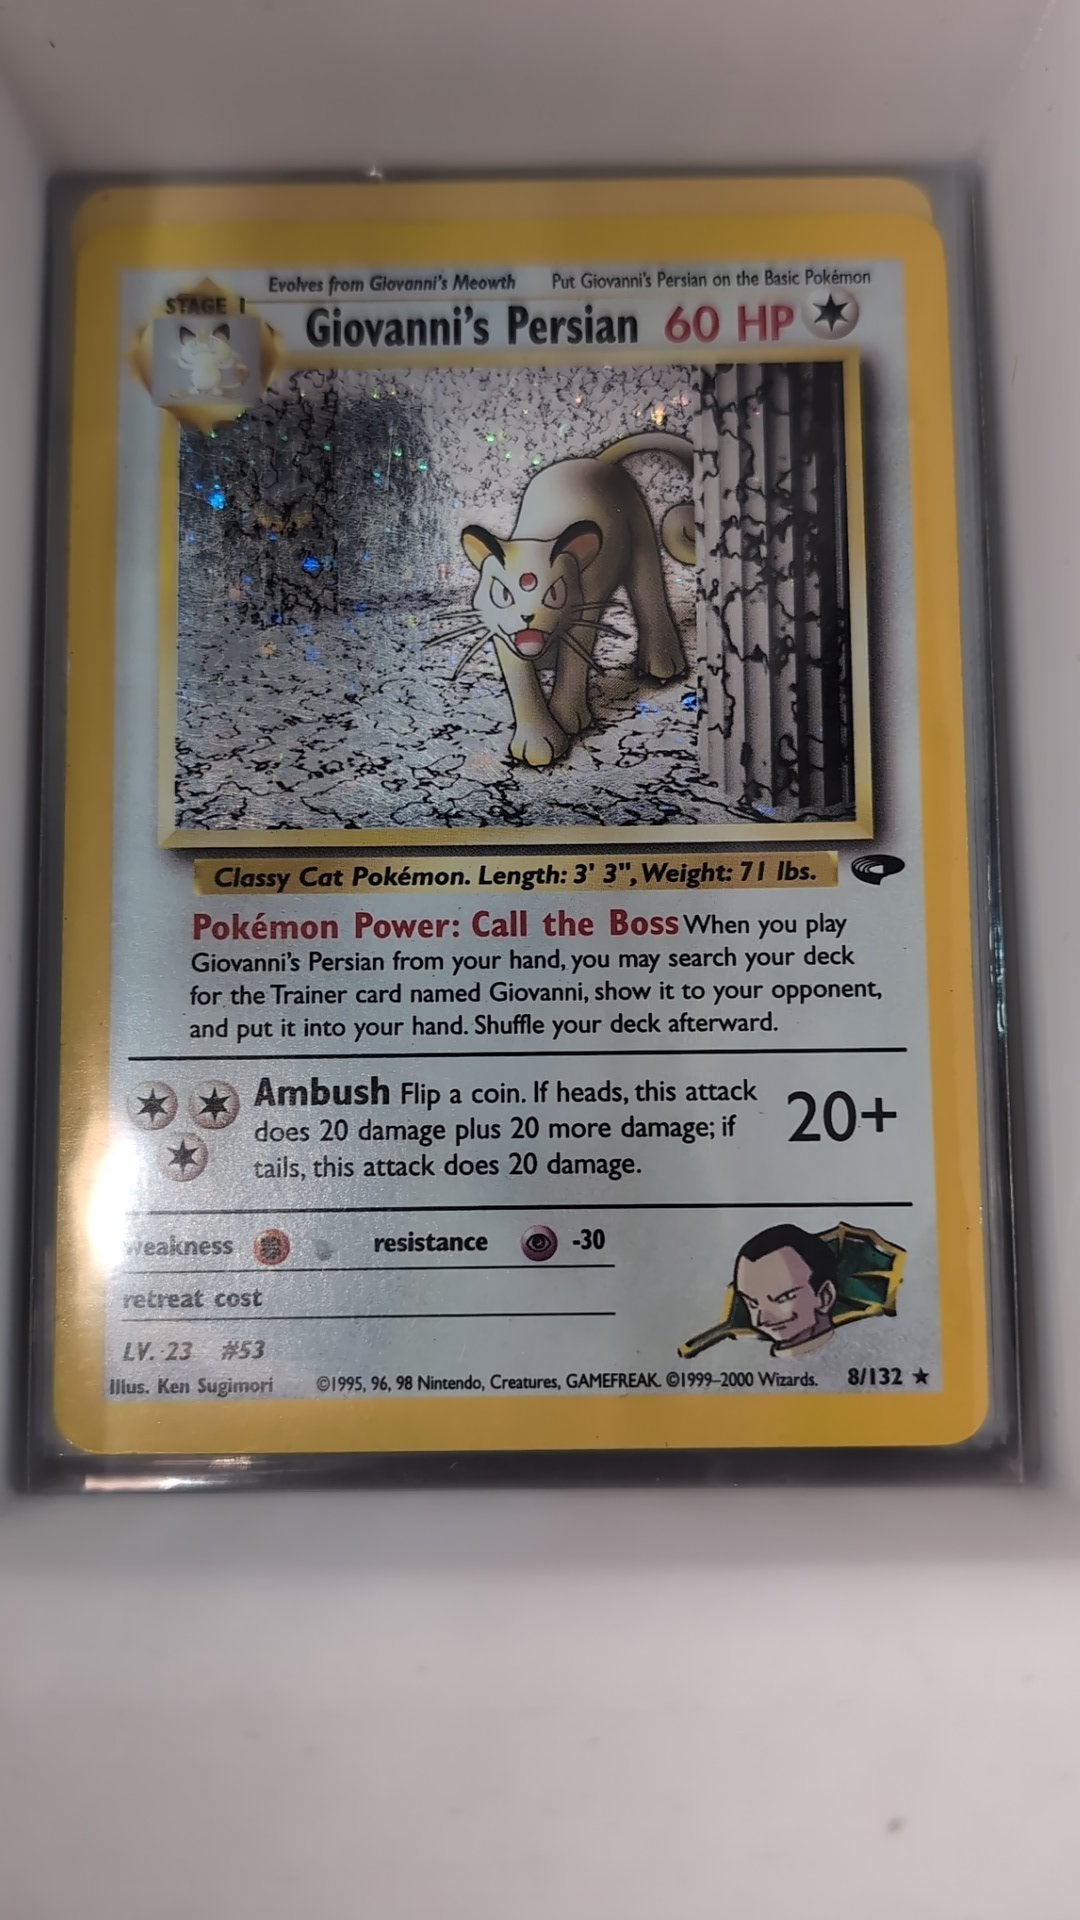 Evolves from Giovanni's Meowth Put Giovanni's Persian on the Basic Pokémon
STAGE 1
Giovanni's Persian 60 HP
Classy Cat Pokémon. Length: 3' 3", Weight: 71 lbs.
Pokémon Power: Call the Boss When you play
Giovanni's Persian from your hand, you may search your deck
for the Trainer card named Giovanni, show it to your opponent,
and put it into your hand. Shuffle your deck afterward.
Ambush Flip a coin. If heads, this attack
does 20 damage plus 20 more damage; if
tails, this attack does 20 damage.
20+
weakness resistance -30
retreat cost
LV. 23 #53
Illus. Ken Sugimori ©1995, 96, 98 Nintendo, Creatures, GAMEFREAK. ©1999–2000 Wizards. 8/132 ★